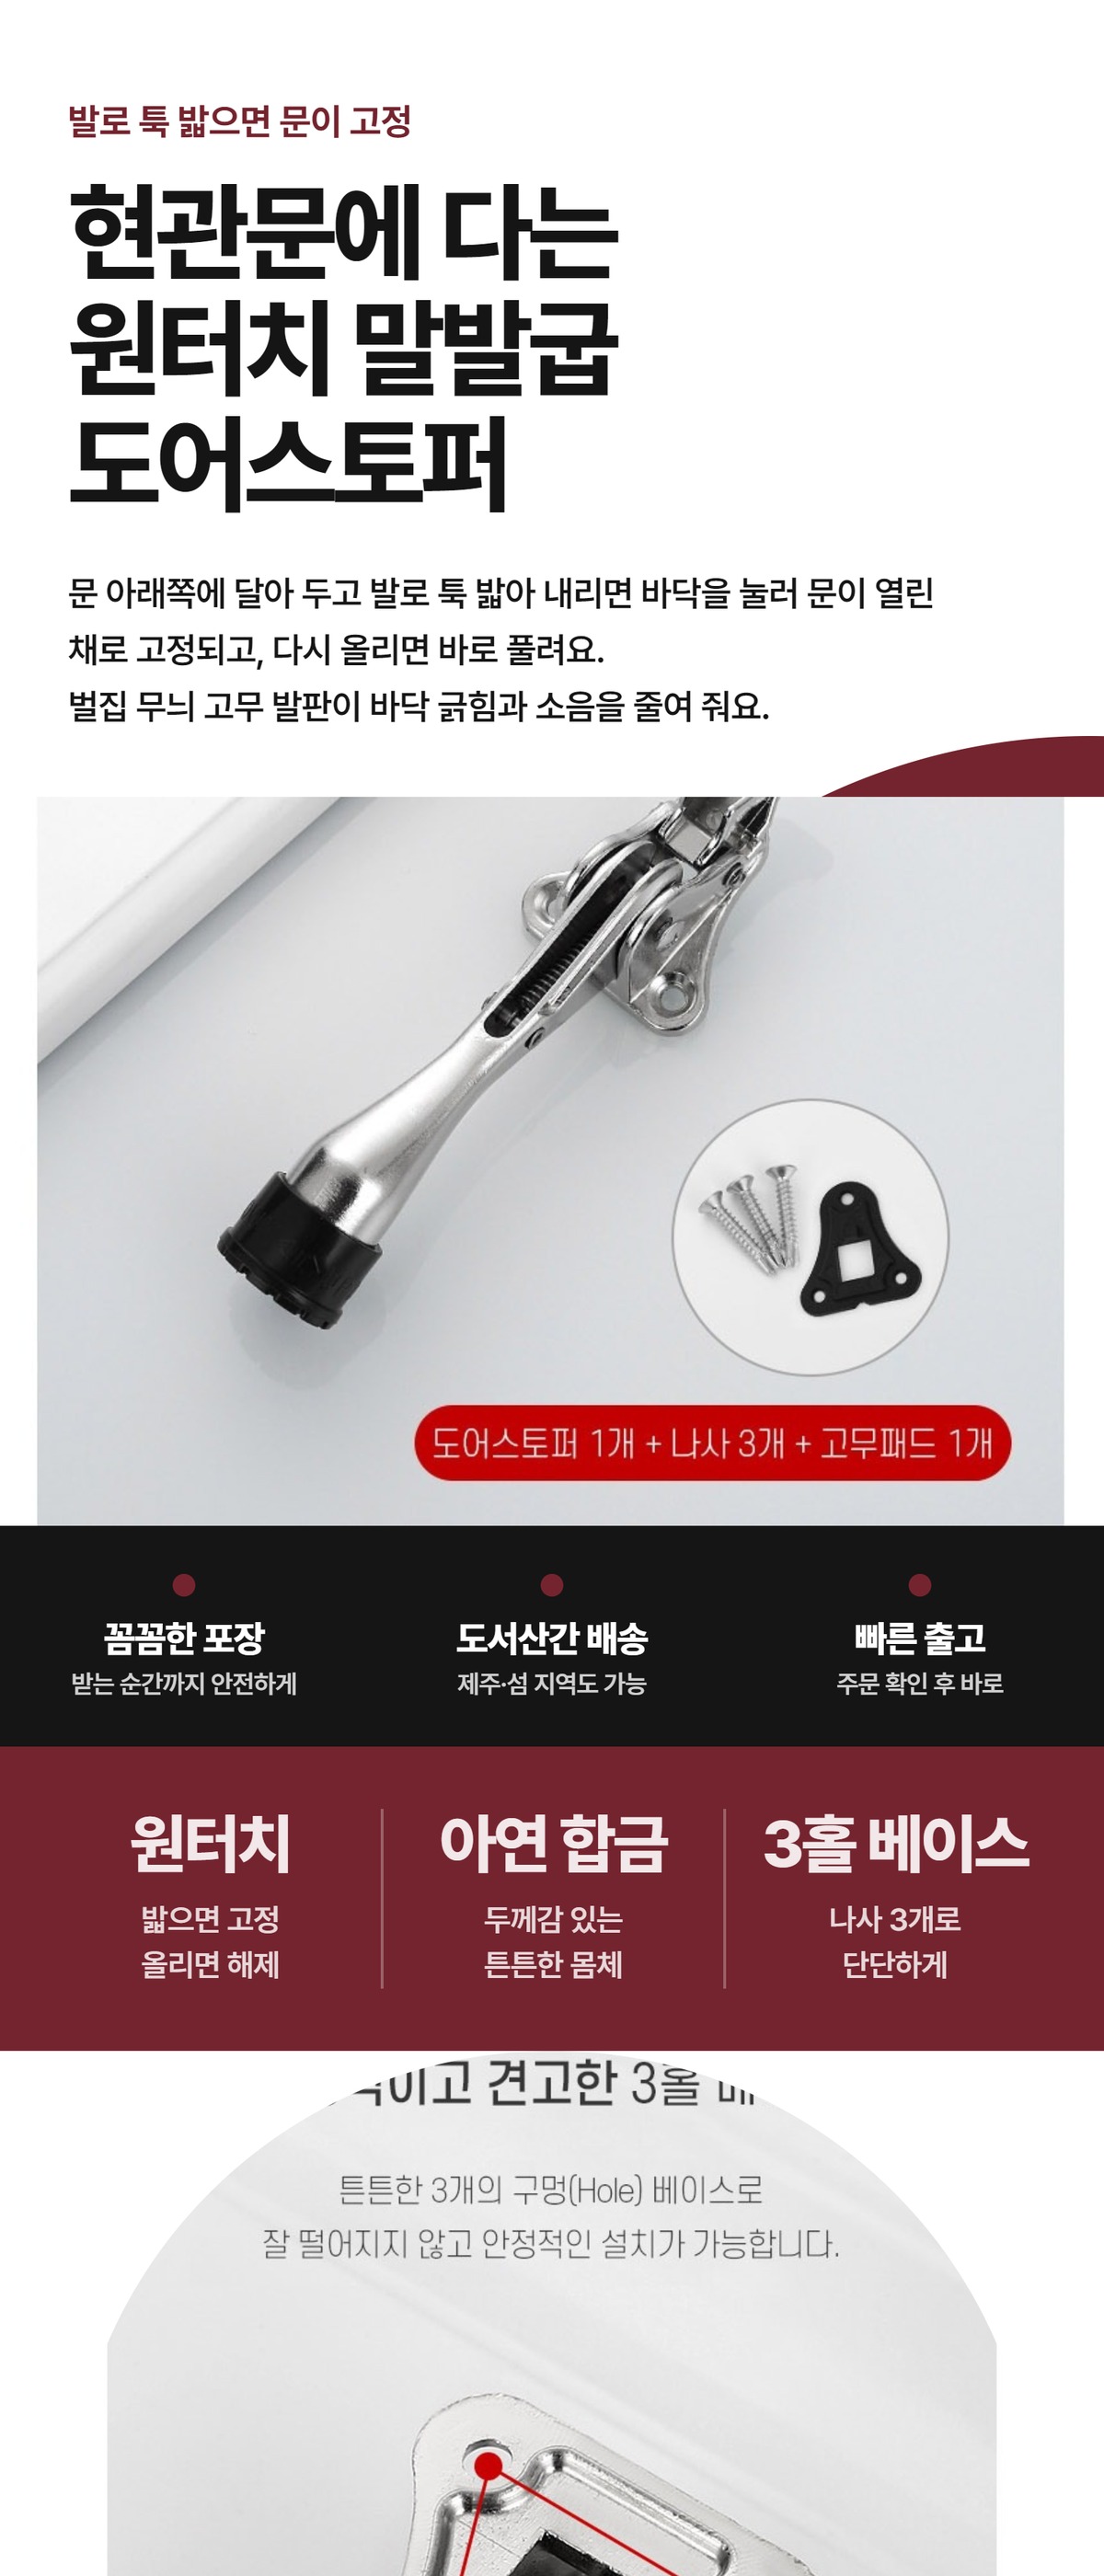 발로 툭 밟으면 문이 고정
현관문에 다는
원터치 말발굽
도어스토퍼
문 아래쪽에 달아 두고 발로 툭 밟아 내리면 바닥을 눌러 문이 열린
채로 고정되고, 다시 올리면 바로 풀려요.
벌집 무늬 고무 발판이 바닥 긁힘과 소음을 줄여 줘요.
도어스토퍼 1개 + 나사 3개 + 고무패드 1개
꼼꼼한 포장
받는 순간까지 안전하게
도서산간 배송
제주·섬 지역도 가능
빠른 출고
주문 확인 후 바로
원터치
밟으면 고정
올리면 해제
아연 합금
두께감 있는
튼튼한 몸체
3홀 베이스
나사 3개로
단단하게
견고한 3홀
튼튼한 3개의 구멍(Hole) 베이스로
잘 떨어지지 않고 안정적인 설치가 가능합니다.